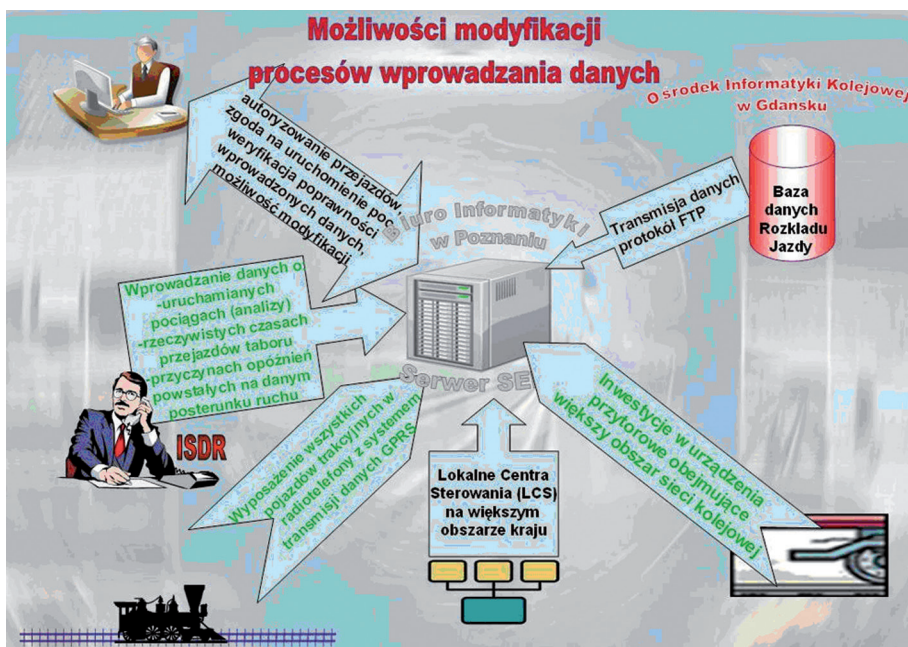 Możliwości modyfikacji
procesów wprowadzania danych
Ośrodek Informatyki Kolejowej
w Gdańsku
autoryzowanie przejazdów
zgoda na uruchomienie poc.
weryfikacja poprawności
wprowadzonych danych,
możliwość modyfikacji
Biuro Informatyki
w Poznaniu
Transmisja danych
protokół FTP
Baza
danych
Rozkładu
Jazdy
Wprowadzanie danych o:
-uruchamianych
pociągach (analizy)
-rzeczywistych czasach
przejazdów taboru
przyczynach opóźnień
powstałych na danym
posterunku ruchu
ISDR
Serwer SE
Wyposażenie wszystkich
pojazdów trakcyjnych w
radiotelefony z systemem
transmisji danych GPRS
Lokalne Centra
Sterowania (LCS)
na większym
obszarze kraju
Inwestycje w urządzenia
przytorowe obejmujące
większy obszar sieci kolejowej